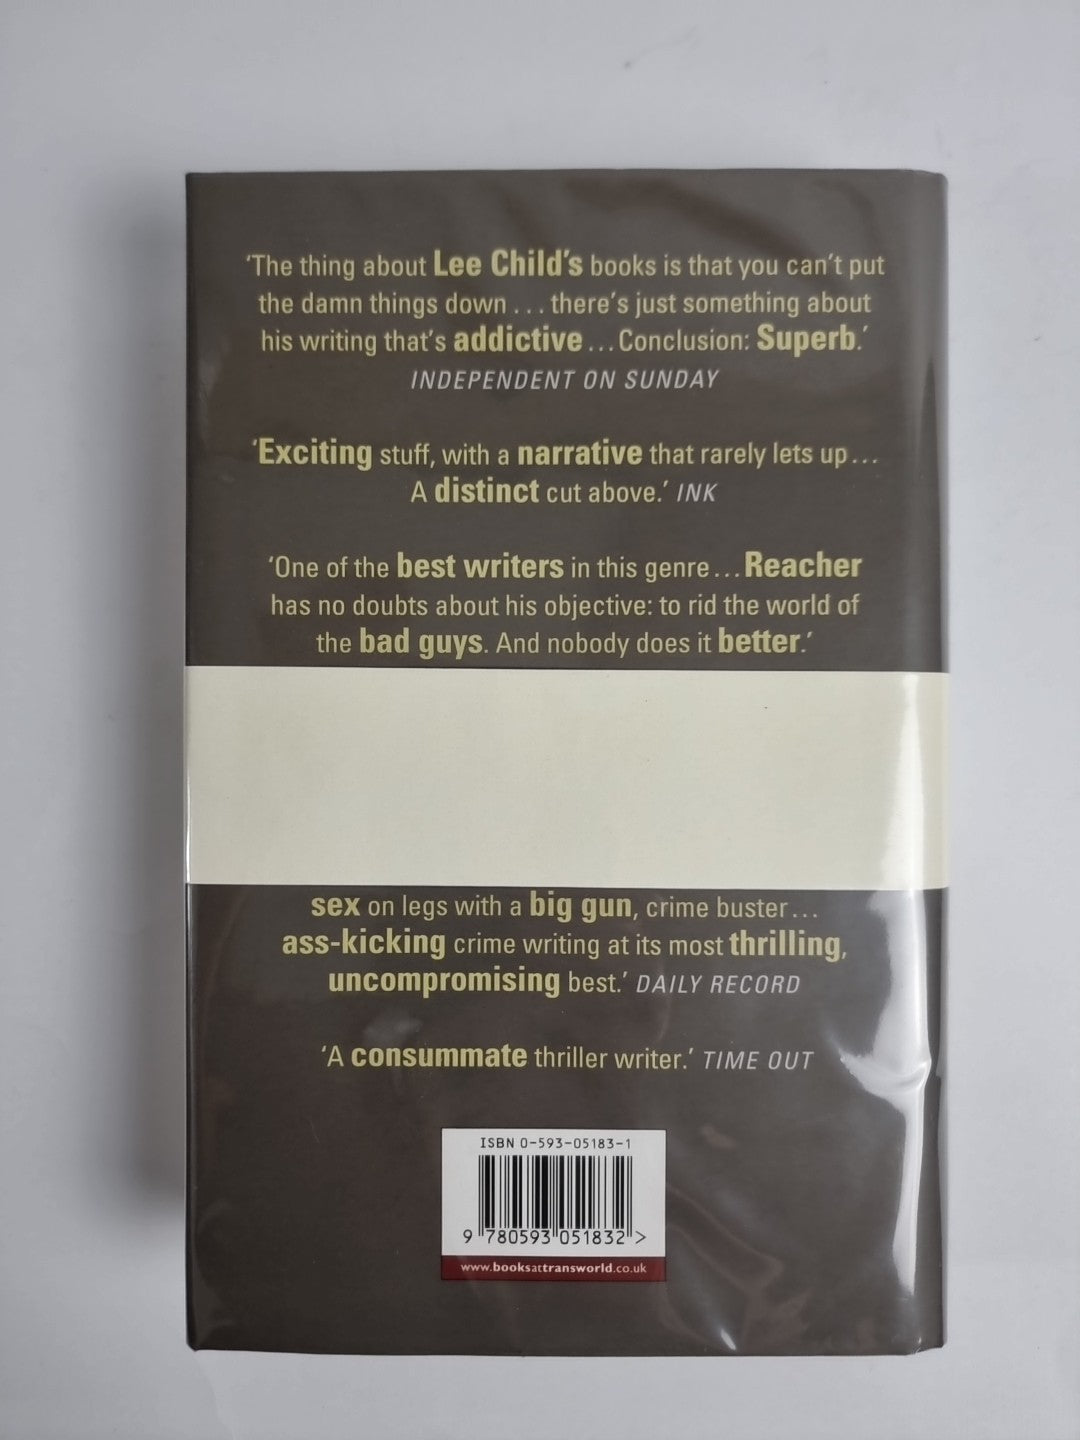 ‘The thing about Lee Child’s books is that you can’t put
the damn things down . . . there’s just something about
his writing that’s addictive . . . Conclusion: Superb.’
INDEPENDENT ON SUNDAY
‘Exciting stuff, with a narrative that rarely lets up . . .
A distinct cut above.’ INK
‘One of the best writers in this genre . . . Reacher
has no doubts about his objective: to rid the world of
the bad guys. And nobody does it better.’
sex on legs with a big gun, crime buster . . .
ass-kicking crime writing at its most thrilling,
uncompromising best.’ DAILY RECORD
‘A consummate thriller writer.’ TIME OUT
ISBN 0-593-05183-1
9 780593 051832 >
www.booksattransworld.co.uk